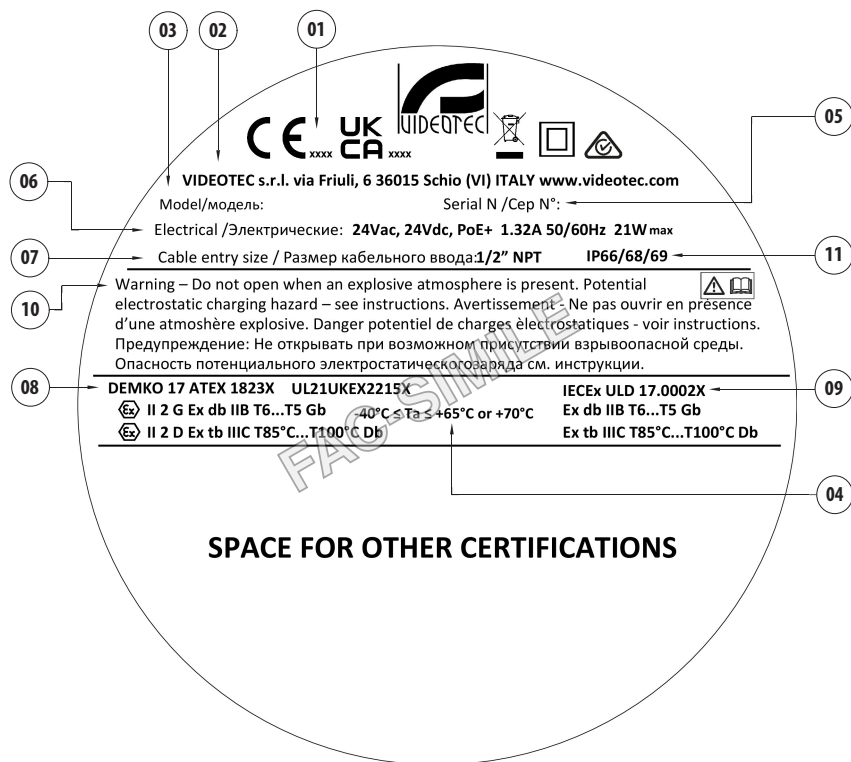 03
02
01
05
06
07
10
08
11
09
04
VIDEOTEC
CE xxxx UK CA xxxx
VIDEOTEC s.r.l. via Friuli, 6 36015 Schio (VI) ITALY www.videotec.com
Model/модель: Serial N /Сер N°:
Electrical /Электрические: 24Vac, 24Vdc, PoE+ 1.32A 50/60Hz 21W max
Cable entry size / Размер кабельного ввода:1/2” NPT IP66/68/69
Warning – Do not open when an explosive atmosphere is present. Potential
electrostatic charging hazard – see instructions. Avertissement - Ne pas ouvrir en présence
d’une atmoshère explosive. Danger potentiel de charges èlectrostatiques - voir instructions.
Предупреждение: Не открывать при возможном присутствии взрывоопасной среды.
Опасность потенциального электростатическогозаряда см. инструкции.
DEMKO 17 ATEX 1823X UL21UKEX2215X IECEx ULD 17.0002X
Ex II 2 G Ex db IIB T6...T5 Gb -40°C ≤ Ta ≤ +65°C or +70°C Ex db IIB T6...T5 Gb
Ex II 2 D Ex tb IIIC T85°C...T100°C Db Ex tb IIIC T85°C...T100°C Db
FAC-SIMILE
SPACE FOR OTHER CERTIFICATIONS